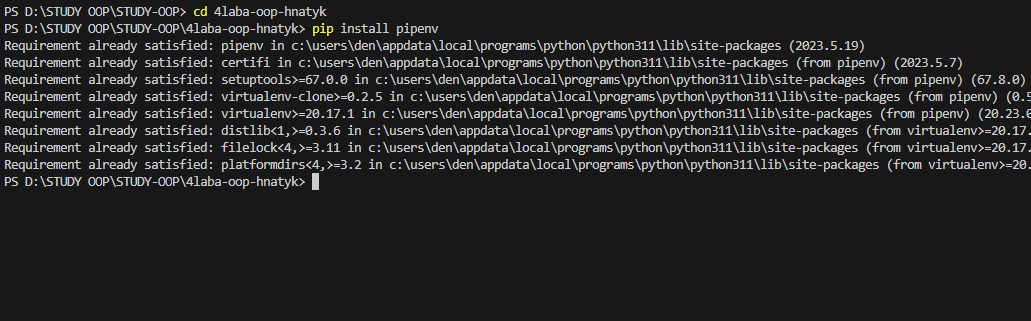 PS D:\STUDY OOP\STUDY-OOP> cd 4laba-oop-hnatyk
PS D:\STUDY OOP\STUDY-OOP\4laba-oop-hnatyk> pip install pipenv
Requirement already satisfied: pipenv in c:\users\den\appdata\local\programs\python\python311\lib\site-packages (2023.5.19)
Requirement already satisfied: certifi in c:\users\den\appdata\local\programs\python\python311\lib\site-packages (from pipenv) (2023.5.7)
Requirement already satisfied: setuptools>=67.0.0 in c:\users\den\appdata\local\programs\python\python311\lib\site-packages (from pipenv) (67.8.0)
Requirement already satisfied: virtualenv-clone>=0.2.5 in c:\users\den\appdata\local\programs\python\python311\lib\site-packages (from pipenv) (0.5
Requirement already satisfied: virtualenv>=20.17.1 in c:\users\den\appdata\local\programs\python\python311\lib\site-packages (from pipenv) (20.23.0
Requirement already satisfied: distlib<1,>=0.3.6 in c:\users\den\appdata\local\programs\python\python311\lib\site-packages (from virtualenv>=20.17.
Requirement already satisfied: filelock<4,>=3.11 in c:\users\den\appdata\local\programs\python\python311\lib\site-packages (from virtualenv>=20.17.
Requirement already satisfied: platformdirs<4,>=3.2 in c:\users\den\appdata\local\programs\python\python311\lib\site-packages (from virtualenv>=20.
PS D:\STUDY OOP\STUDY-OOP\4laba-oop-hnatyk>